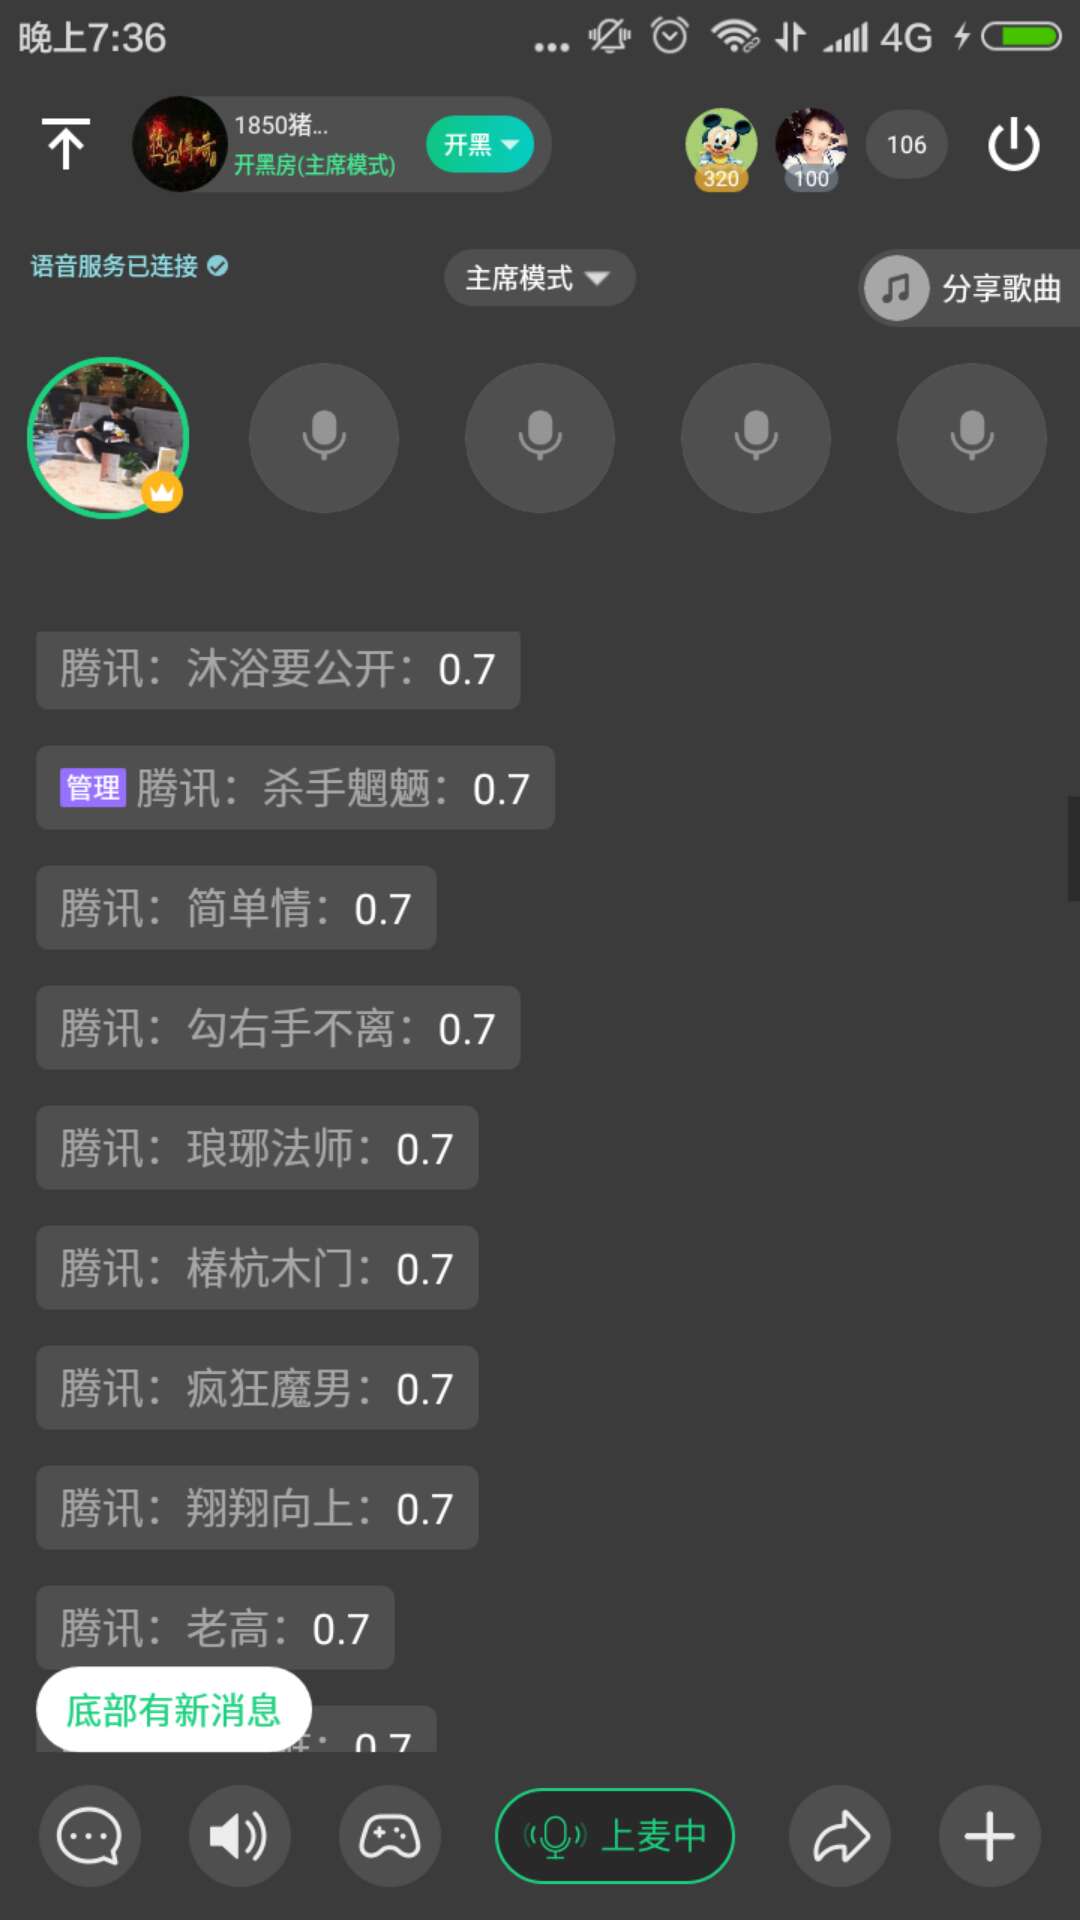 晚上7:36
4G
热血传奇
1850猪...
开黑房(主席模式)
开黑
320
100
106
语音服务已连接
主席模式
分享歌曲
腾讯：沐浴要公开：0.7
管理 腾讯：杀手魍魉：0.7
腾讯：简单情：0.7
腾讯：勾右手不离：0.7
腾讯：琅琊法师：0.7
腾讯：椿杭木门：0.7
腾讯：疯狂魔男：0.7
腾讯：翔翔向上：0.7
腾讯：老高：0.7
底部有新消息
：0.7
上麦中